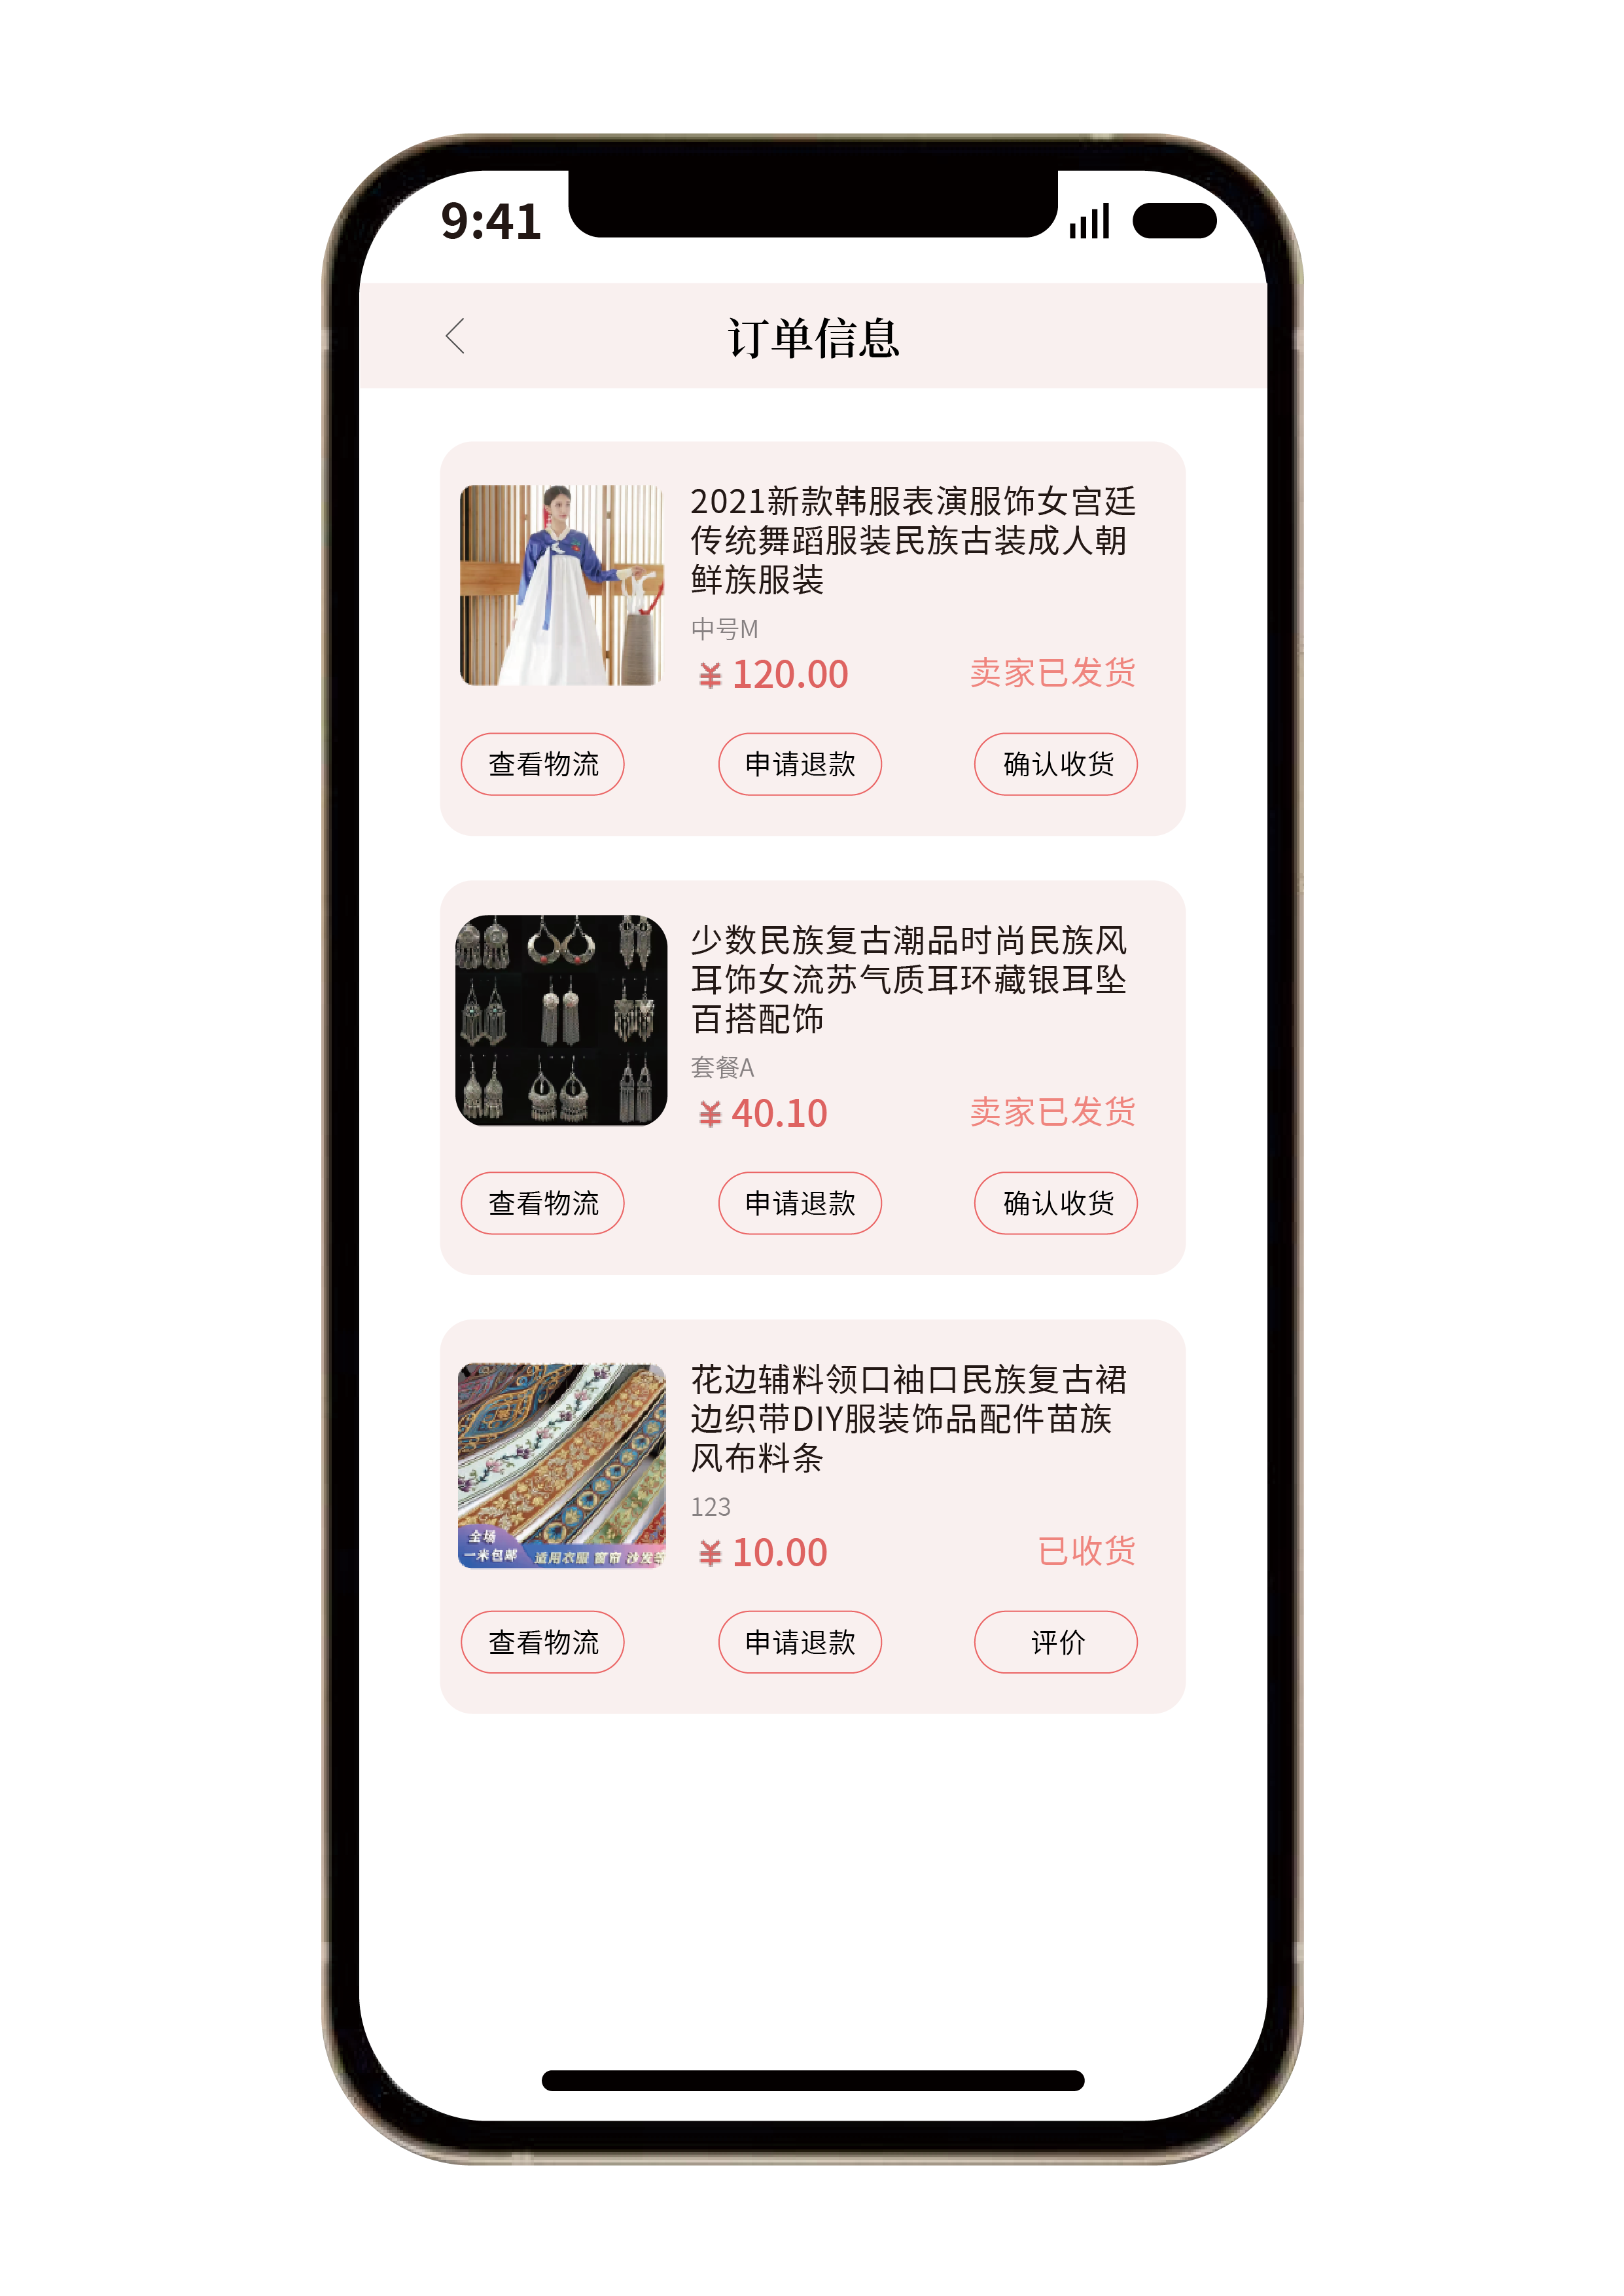 9:41
订单信息
2021新款韩服表演服饰女宫廷
传统舞蹈服装民族古装成人朝
鲜族服装
中号M
¥ 120.00
卖家已发货
查看物流
申请退款
确认收货
少数民族复古潮品时尚民族风
耳饰女流苏气质耳环藏银耳坠
百搭配饰
套餐A
¥ 40.10
卖家已发货
查看物流
申请退款
确认收货
花边辅料领口袖口民族复古裙
边织带DIY服装饰品配件苗族
风布料条
123
¥ 10.00
已收货
全场
一米包邮
适用衣服 窗帘 沙发等
查看物流
申请退款
评价